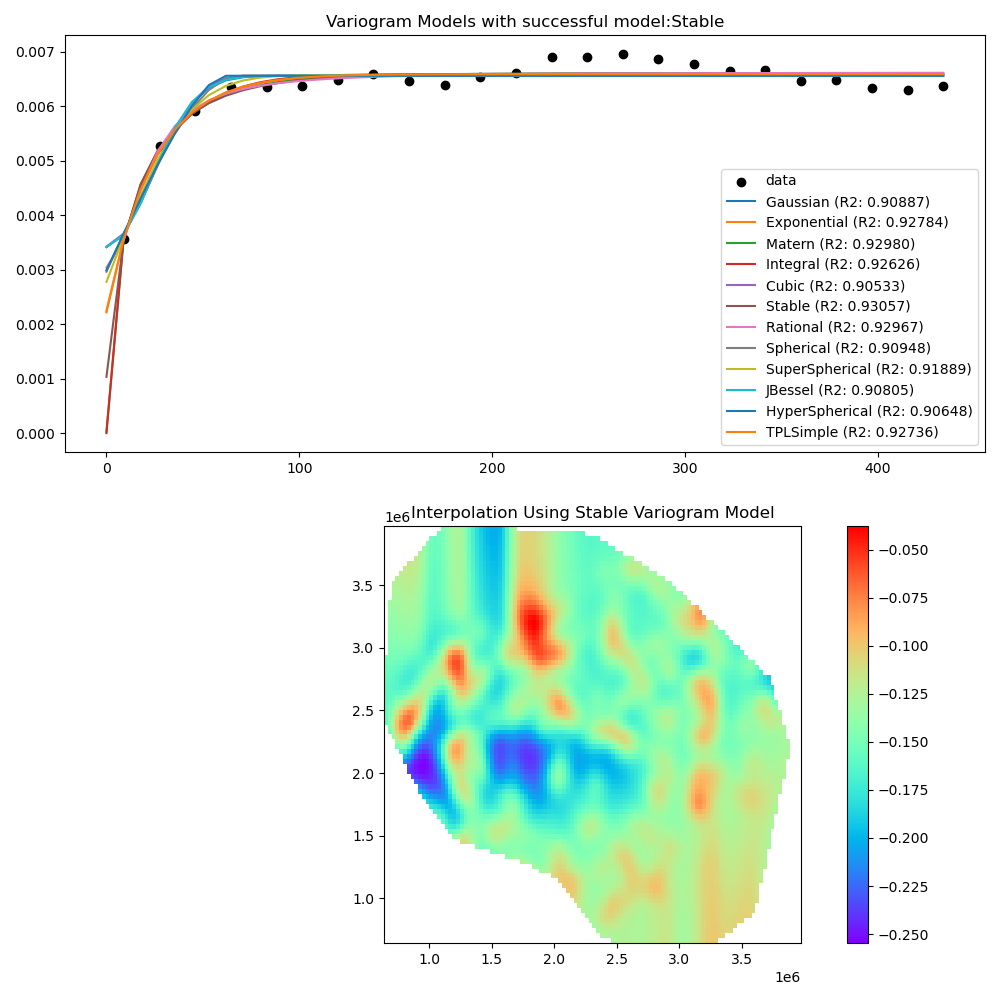 Variogram Models with successful model:Stable
0.007
0.006
0.005
0.004
0.003
0.002
0.001
0.000
data
Gaussian (R2: 0.90887)
Exponential (R2: 0.92784)
Matern (R2: 0.92980)
Integral (R2: 0.92626)
Cubic (R2: 0.90533)
Stable (R2: 0.93057)
Rational (R2: 0.92967)
Spherical (R2: 0.90948)
SuperSpherical (R2: 0.91889)
JBessel (R2: 0.90805)
HyperSpherical (R2: 0.90648)
TPLSimple (R2: 0.92736)
0 100 200 300 400
Interpolation Using Stable Variogram Model
1e6
3.5
3.0
2.5
2.0
1.5
1.0
1.0 1.5 2.0 2.5 3.0 3.5
1e6
−0.050
−0.075
−0.100
−0.125
−0.150
−0.175
−0.200
−0.225
−0.250